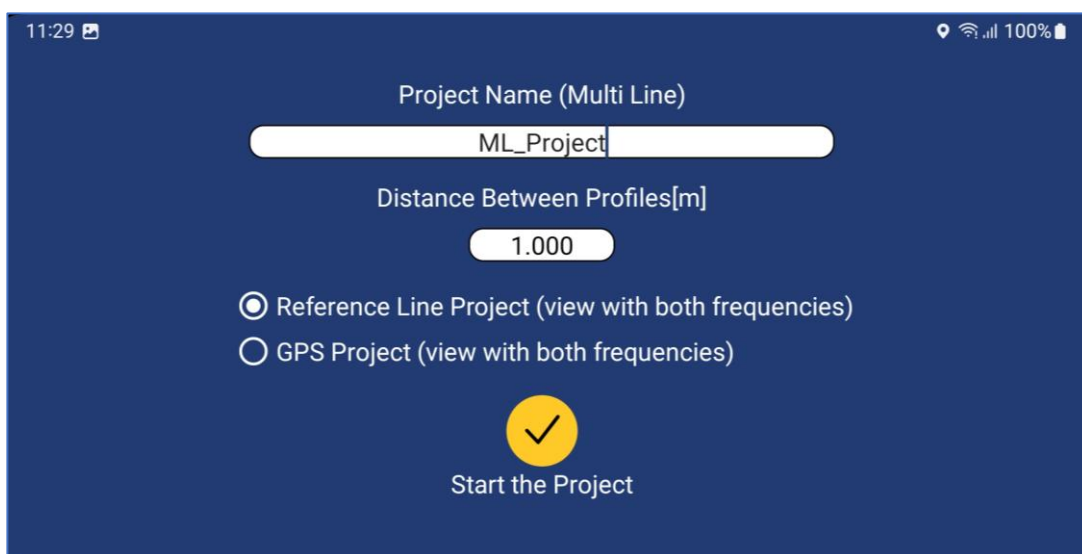 11:29 100%
Project Name (Multi Line)
ML_Project
Distance Between Profiles[m]
1.000
Reference Line Project (view with both frequencies)
GPS Project (view with both frequencies)
Start the Project